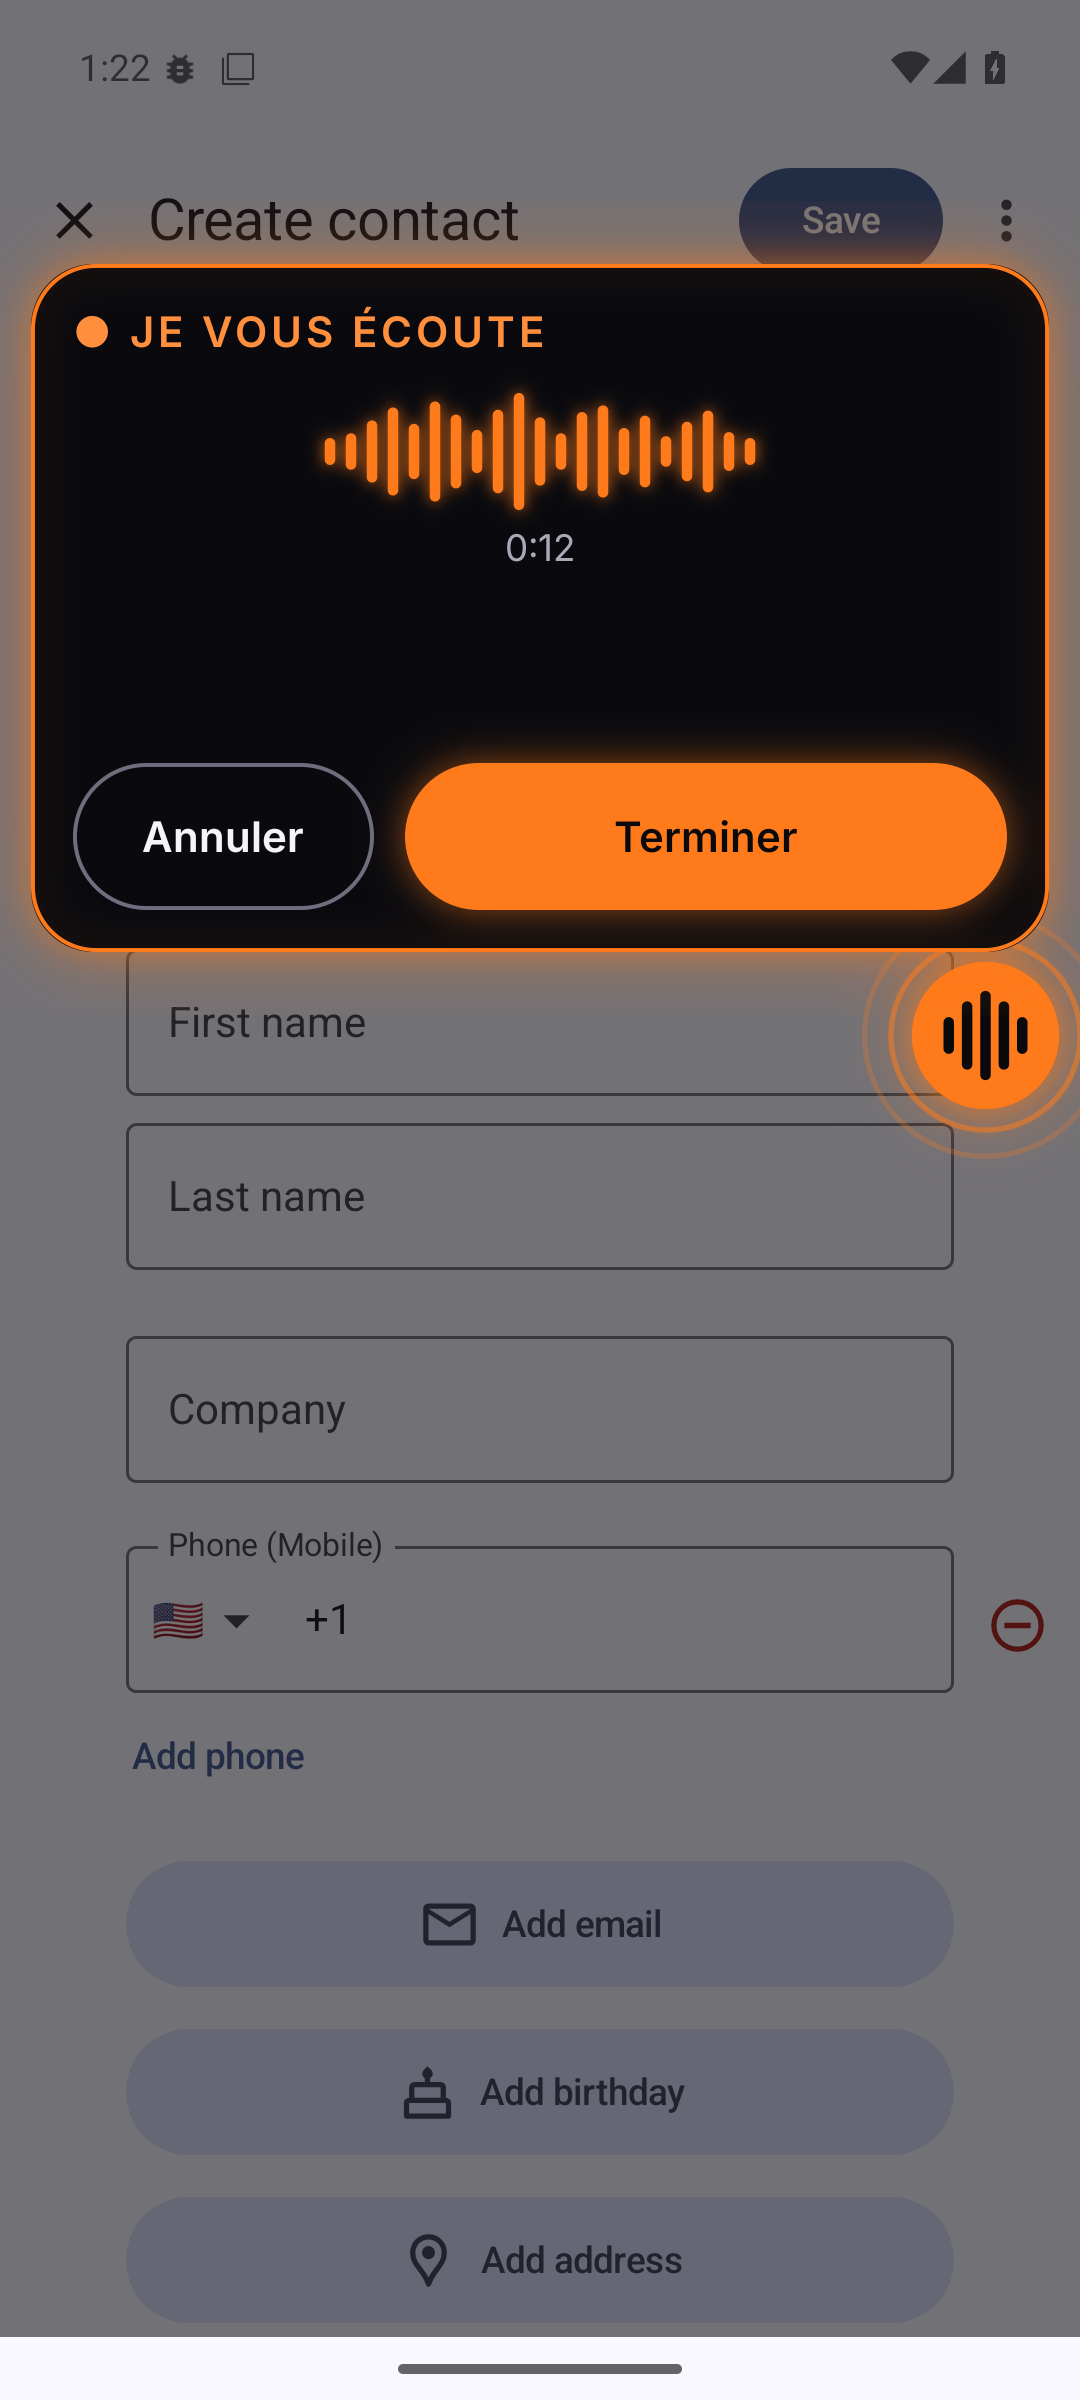 1:22
Create contact
Save
JE VOUS ÉCOUTE
0:12
Annuler
Terminer
First name
Last name
Company
Phone (Mobile)
+1
Add phone
Add email
Add birthday
Add address